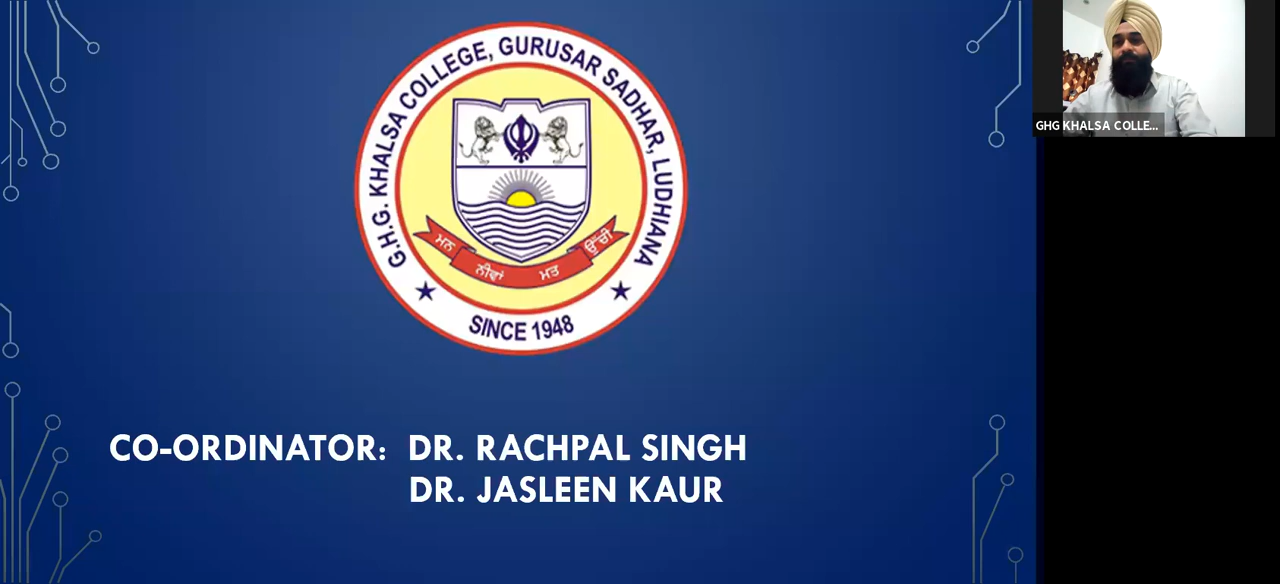 G.H.G. KHALSA COLLEGE, GURUSAR SADHAR, LUDHIANA
ਮਨ ਨੀਵਾਂ ਮਤ ਉੱਚੀ
SINCE 1948
GHG KHALSA COLLE...
CO-ORDINATOR: DR. RACHPAL SINGH
DR. JASLEEN KAUR